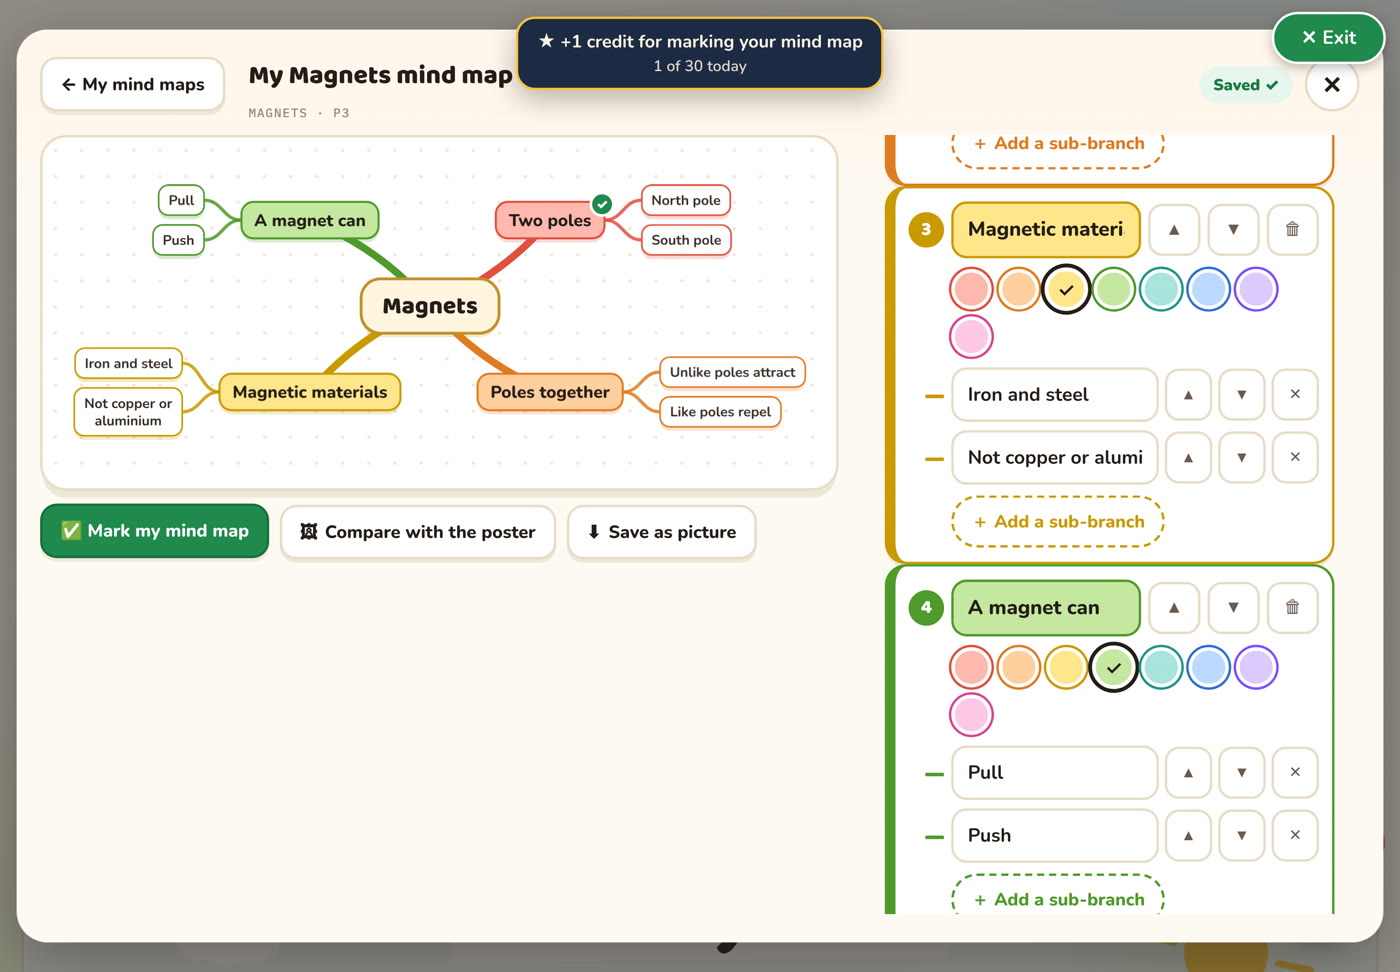 ★ +1 credit for marking your mind map
1 of 30 today
✕ Exit
← My mind maps
My Magnets mind map
MAGNETS · P3
Saved ✓
✕
Pull
Push
A magnet can
Two poles
North pole
South pole
Magnets
Iron and steel
Not copper or
aluminium
Magnetic materials
Poles together
Unlike poles attract
Like poles repel
✅ Mark my mind map
Compare with the poster
⬇ Save as picture
+ Add a sub-branch
3
Magnetic materi
Iron and steel
Not copper or alumi
+ Add a sub-branch
4
A magnet can
Pull
Push
+ Add a sub-branch